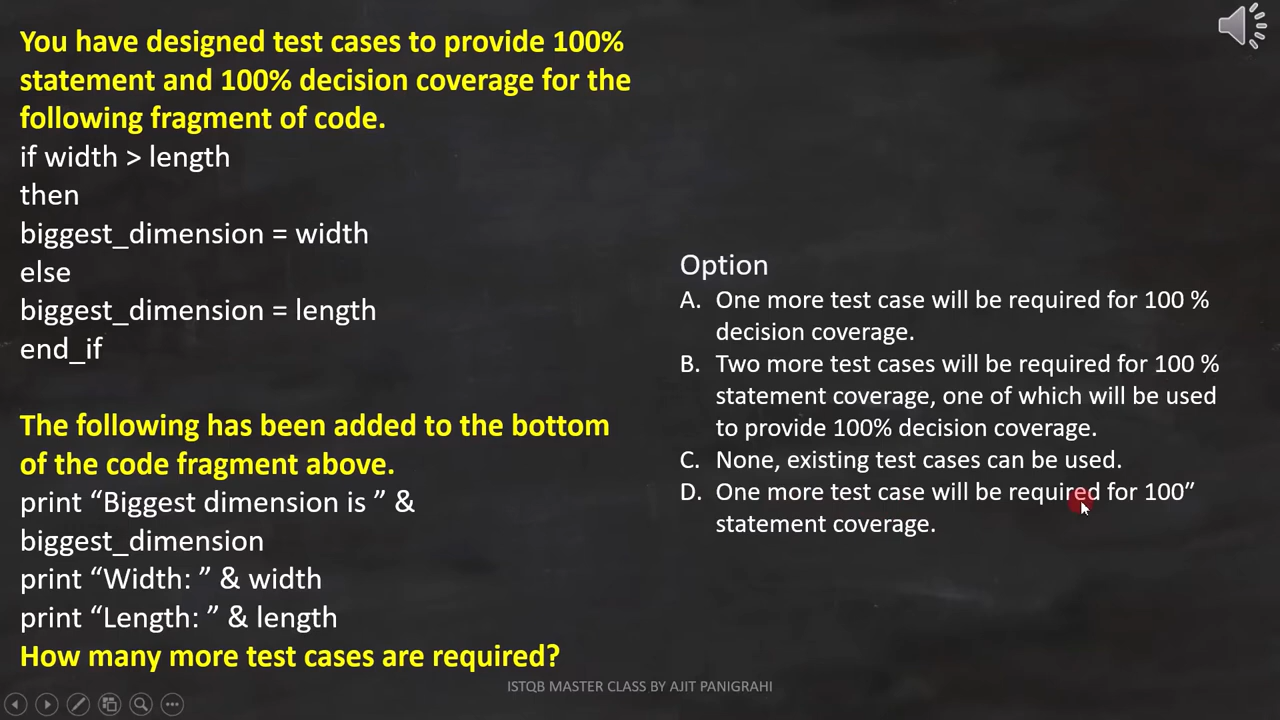 You have designed test cases to provide 100%
statement and 100% decision coverage for the
following fragment of code.
if width > length
then
biggest_dimension = width
else
biggest_dimension = length
end_if
The following has been added to the bottom
of the code fragment above.
print “Biggest dimension is ” &
biggest_dimension
print “Width: ” & width
print “Length: ” & length
How many more test cases are required?
Option
A. One more test case will be required for 100 %
decision coverage.
B. Two more test cases will be required for 100 %
statement coverage, one of which will be used
to provide 100% decision coverage.
C. None, existing test cases can be used.
D. One more test case will be required for 100”
statement coverage.
ISTQB MASTER CLASS BY AJIT PANIGRAHI